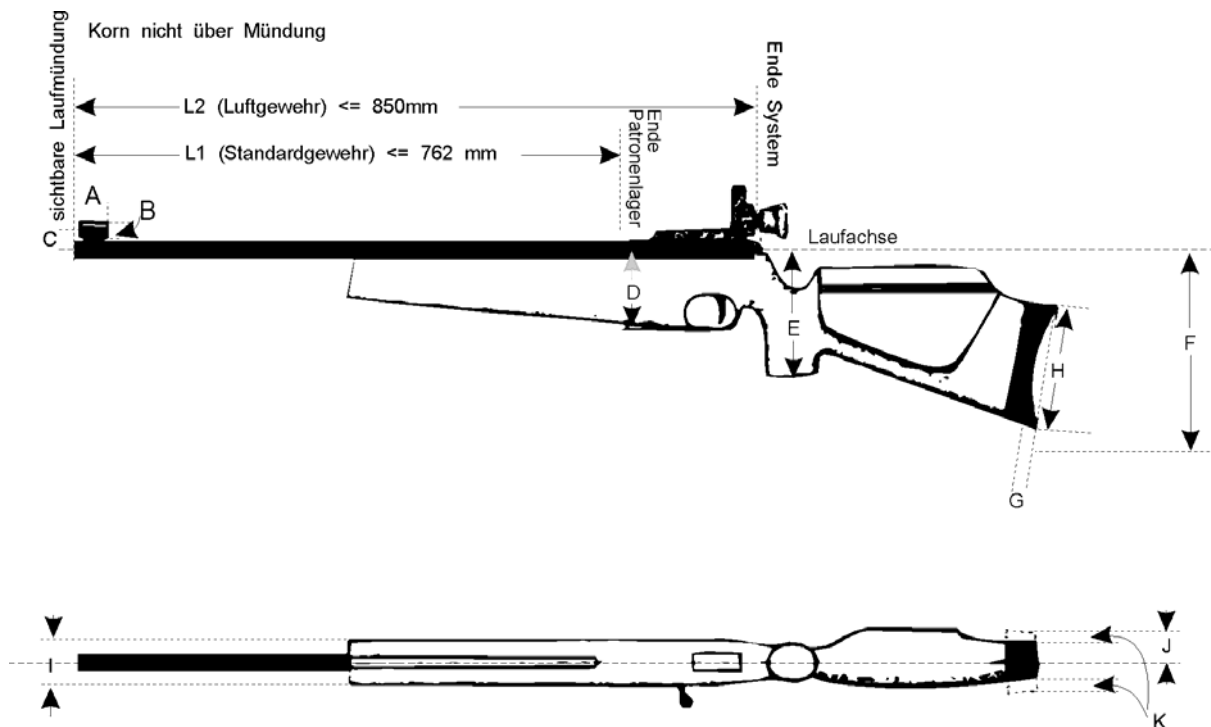 Korn nicht über Mündung
sichtbare Laufmündung
L2 (Luftgewehr) <= 850mm
L1 (Standardgewehr) <= 762 mm
Ende
Patronenlager
Ende System
A
B
C
Laufachse
D
E
F
H
G
I
J
K